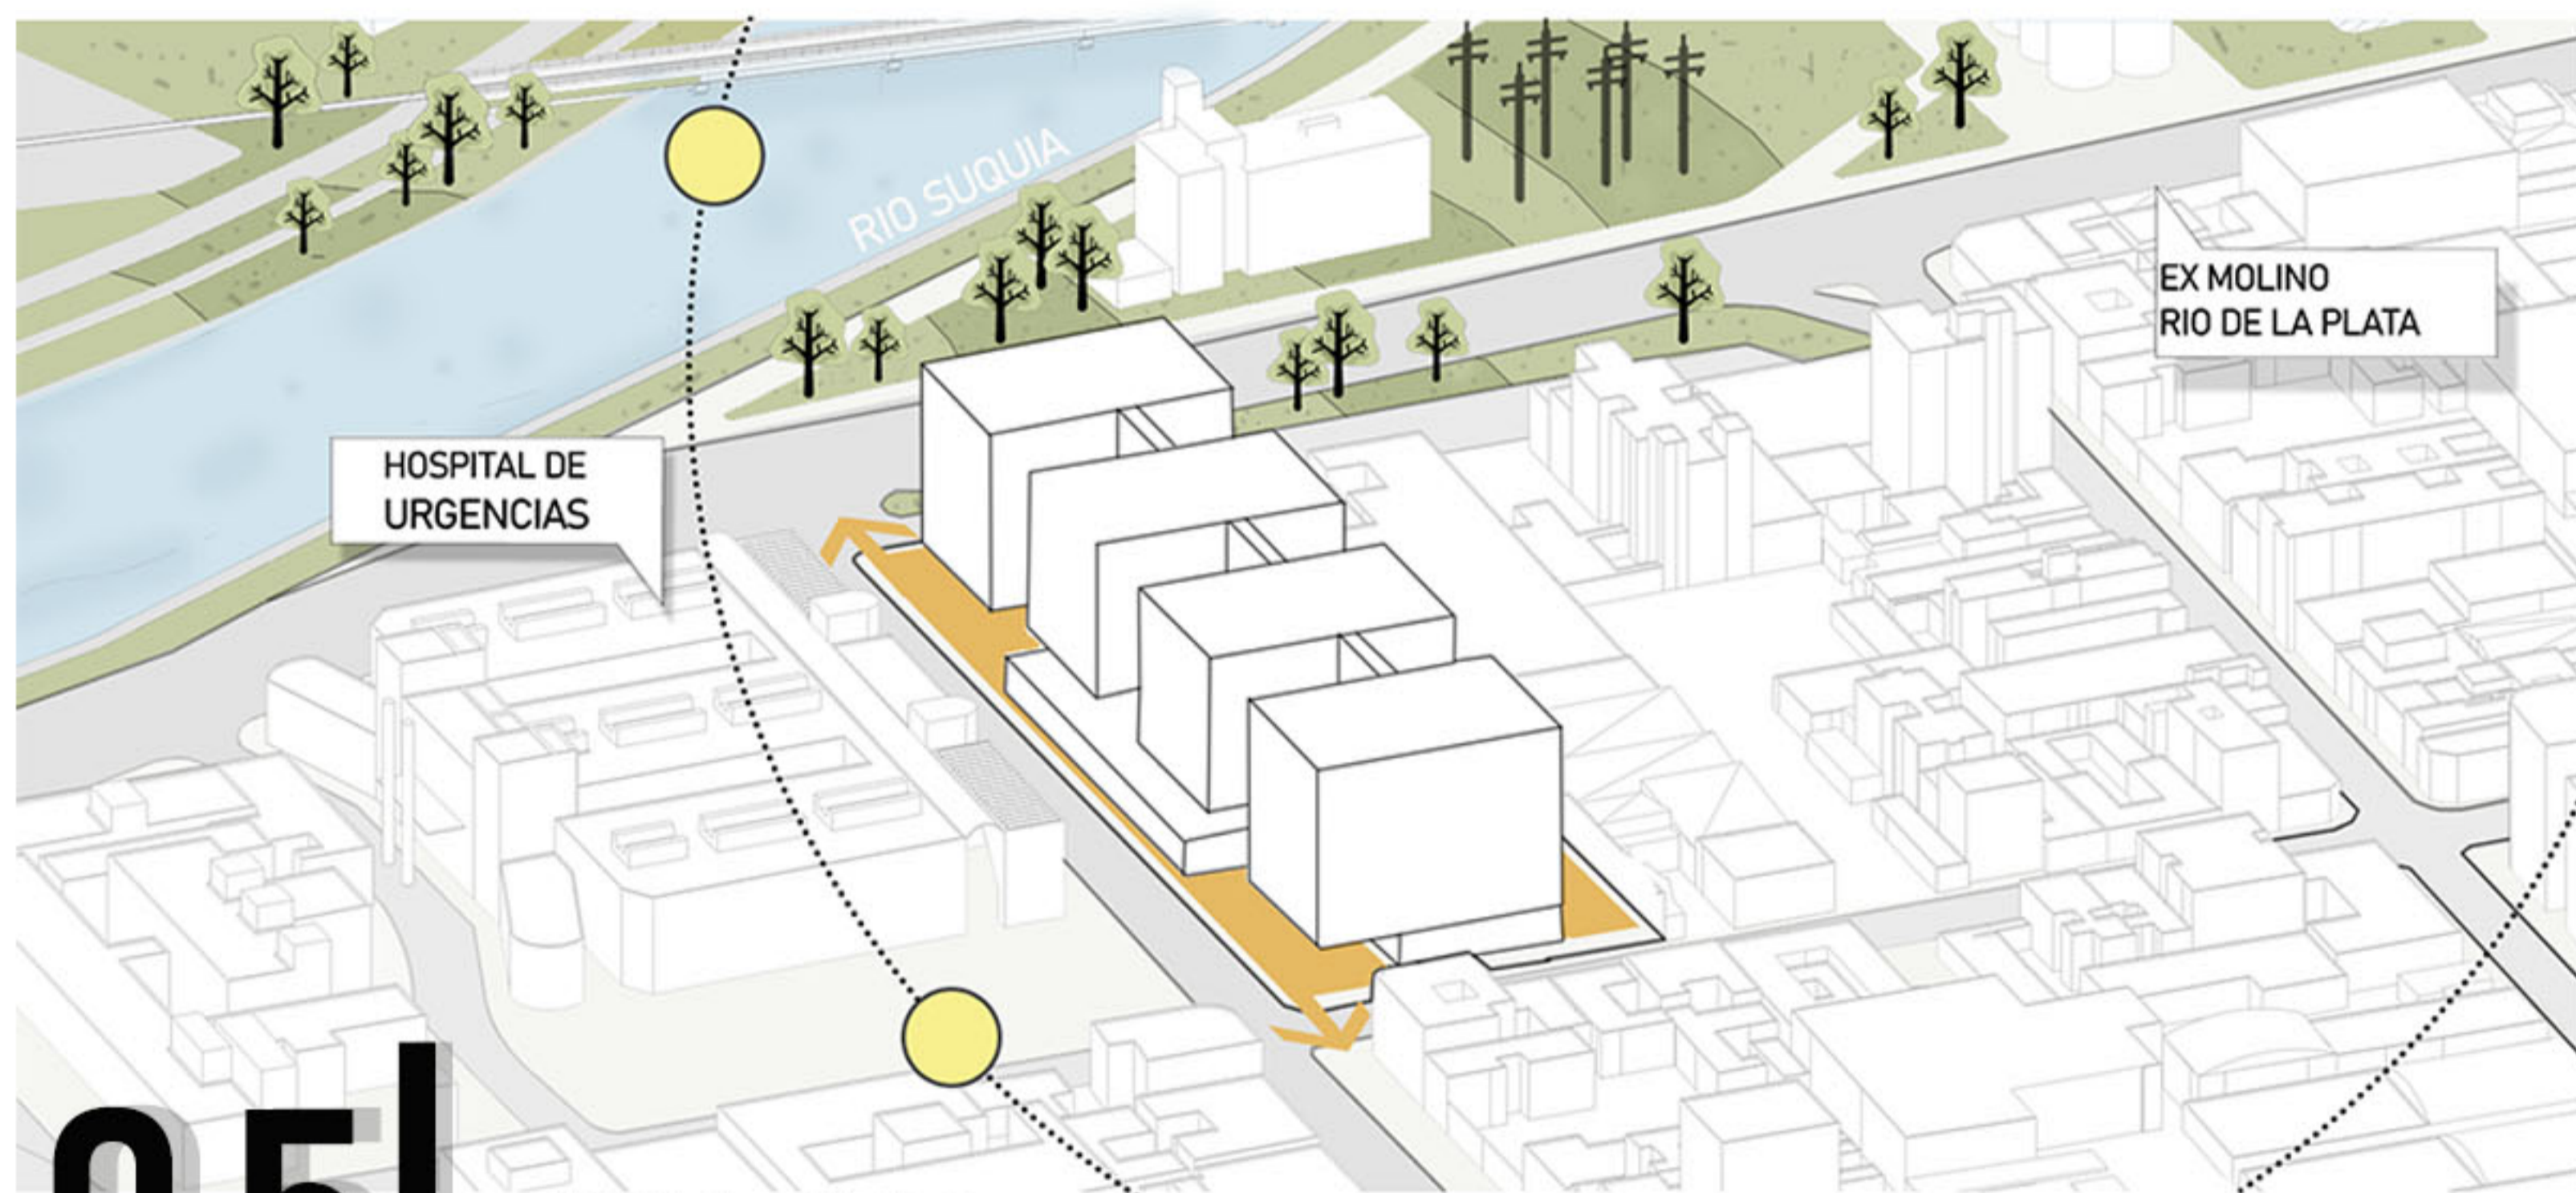 RIO SUQUIA
EX MOLINO
RIO DE LA PLATA
HOSPITAL DE
URGENCIAS